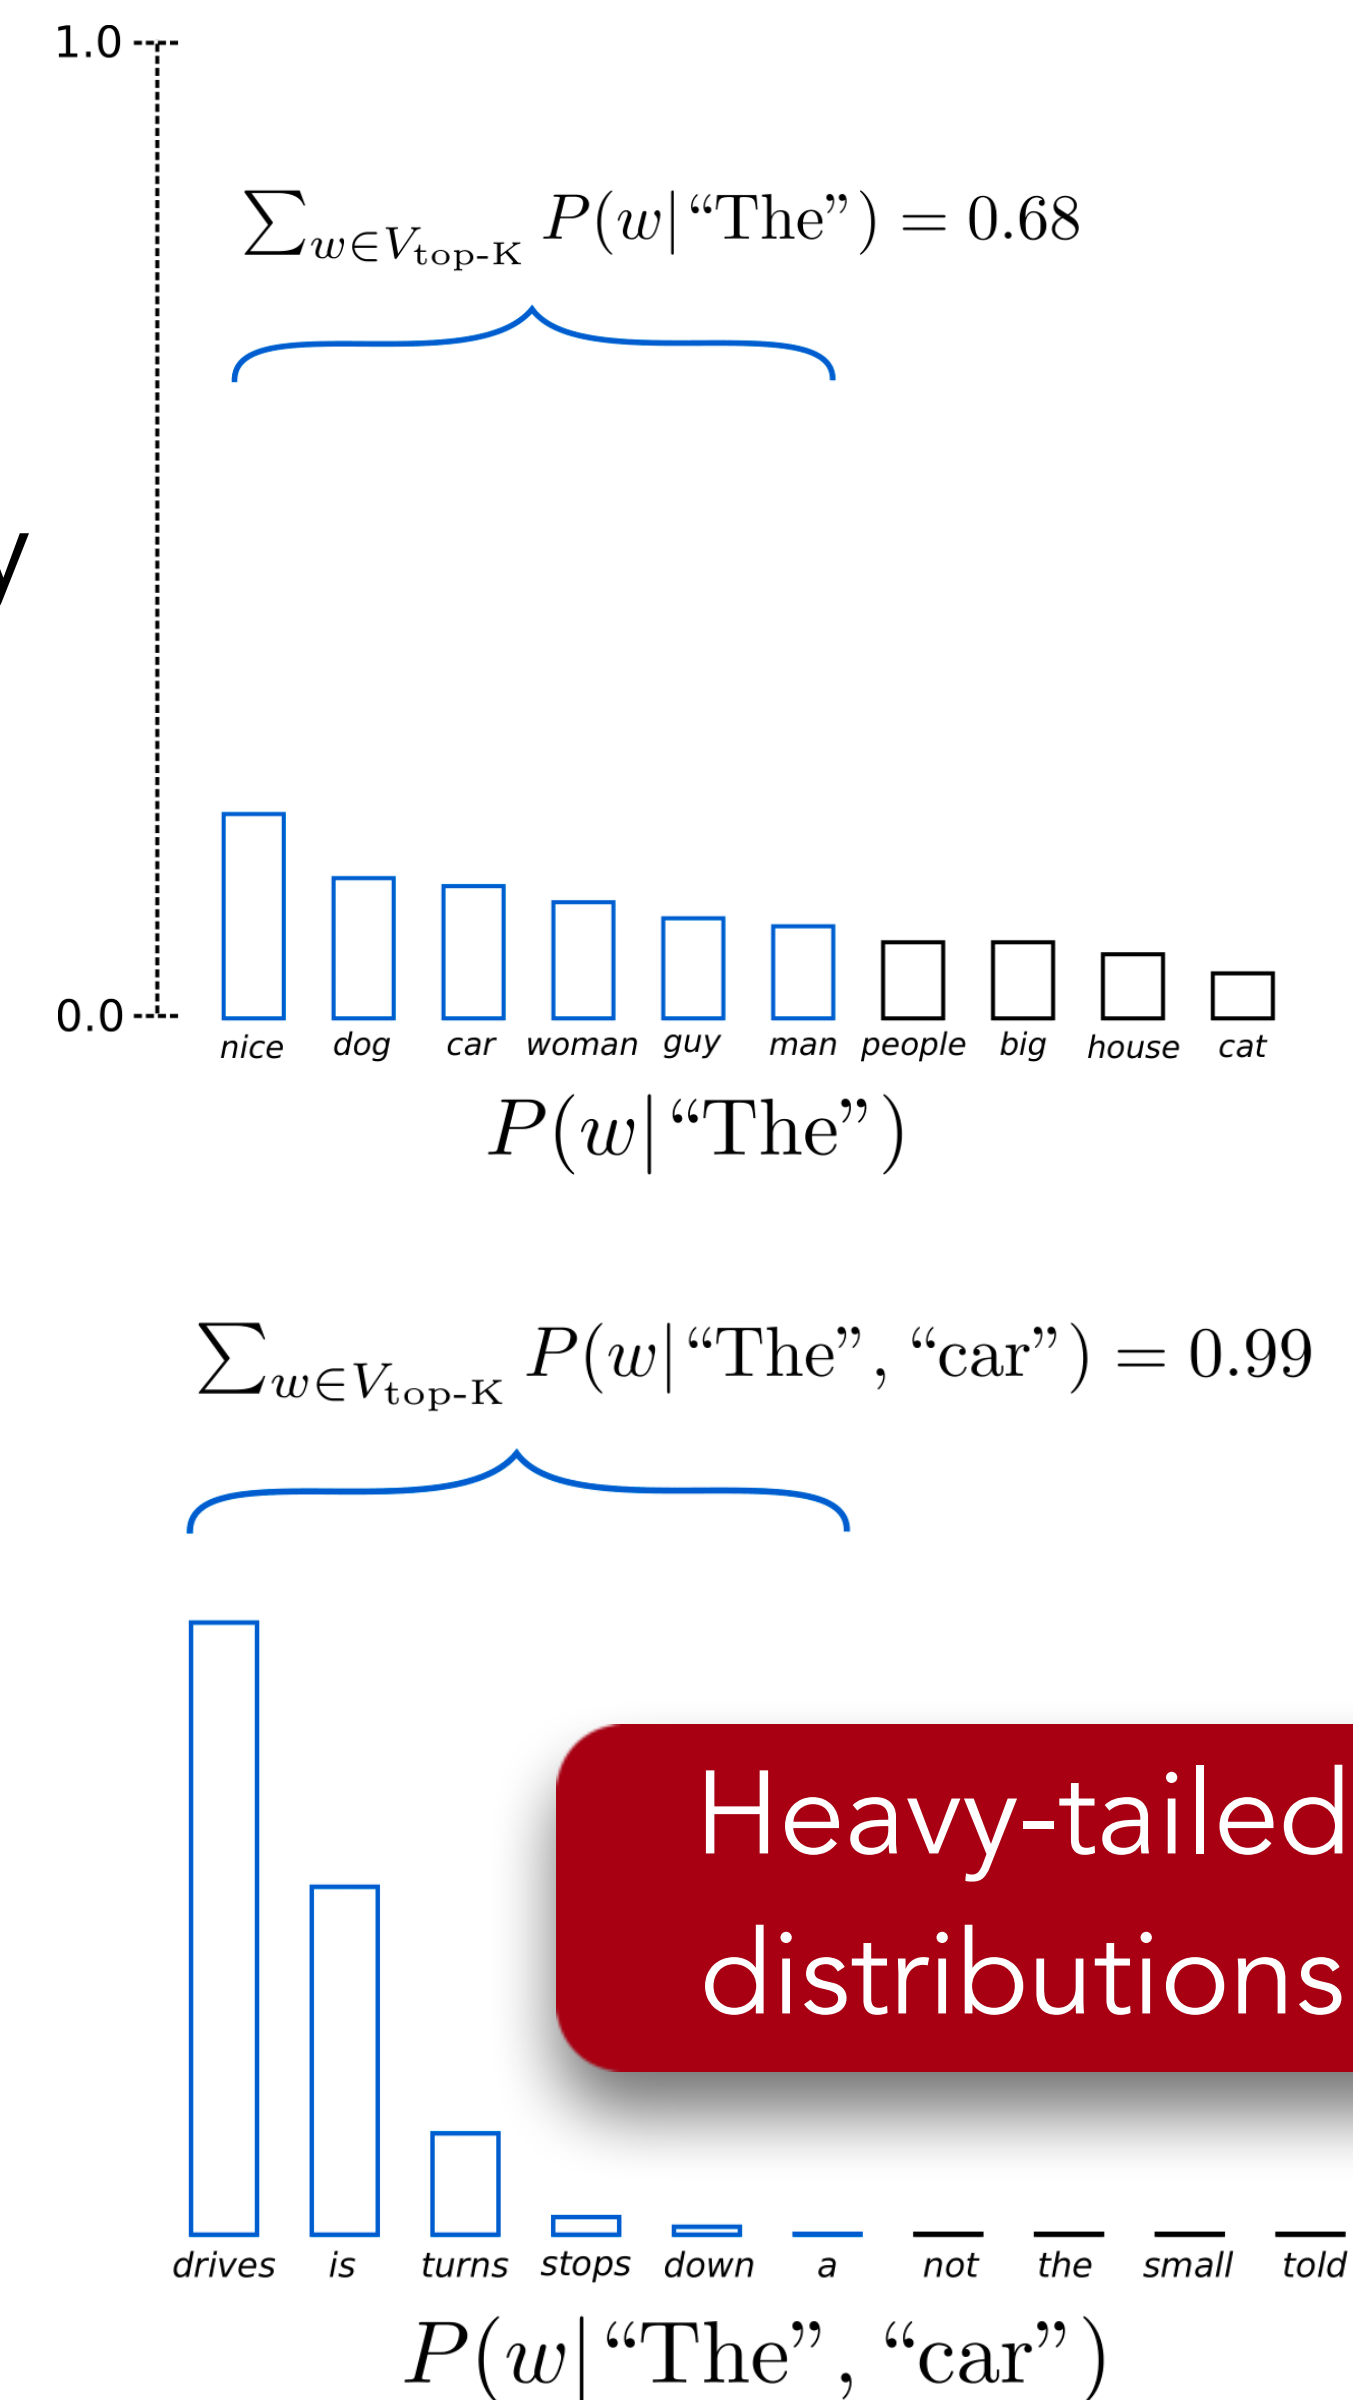 1.0
∑w∈Vtop-K P(w|“The”) = 0.68
y
0.0
nice dog car woman guy man people big house cat
P(w|“The”)
∑w∈Vtop-K P(w|“The”, “car”) = 0.99
Heavy-tailed
distributions
drives is turns stops down a not the small told
P(w|“The”, “car”)